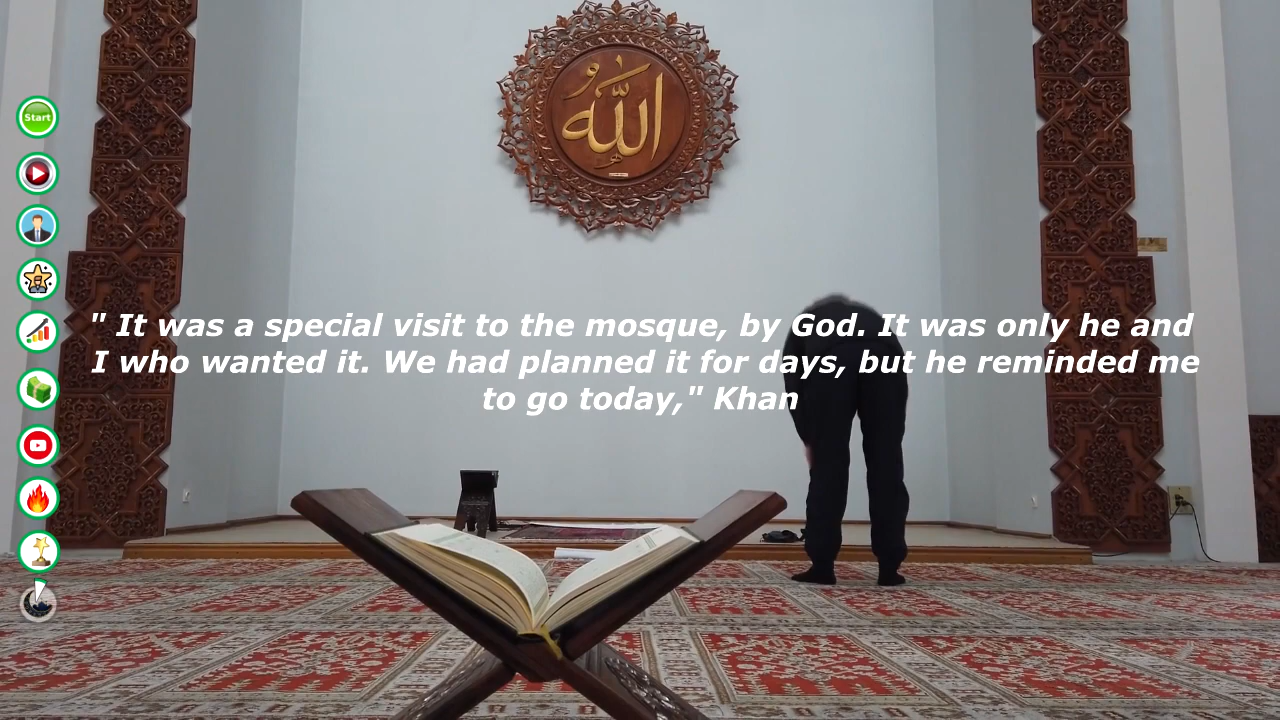 الله
Start
" It was a special visit to the mosque, by God. It was only he and
I who wanted it. We had planned it for days, but he reminded me
to go today," Khan